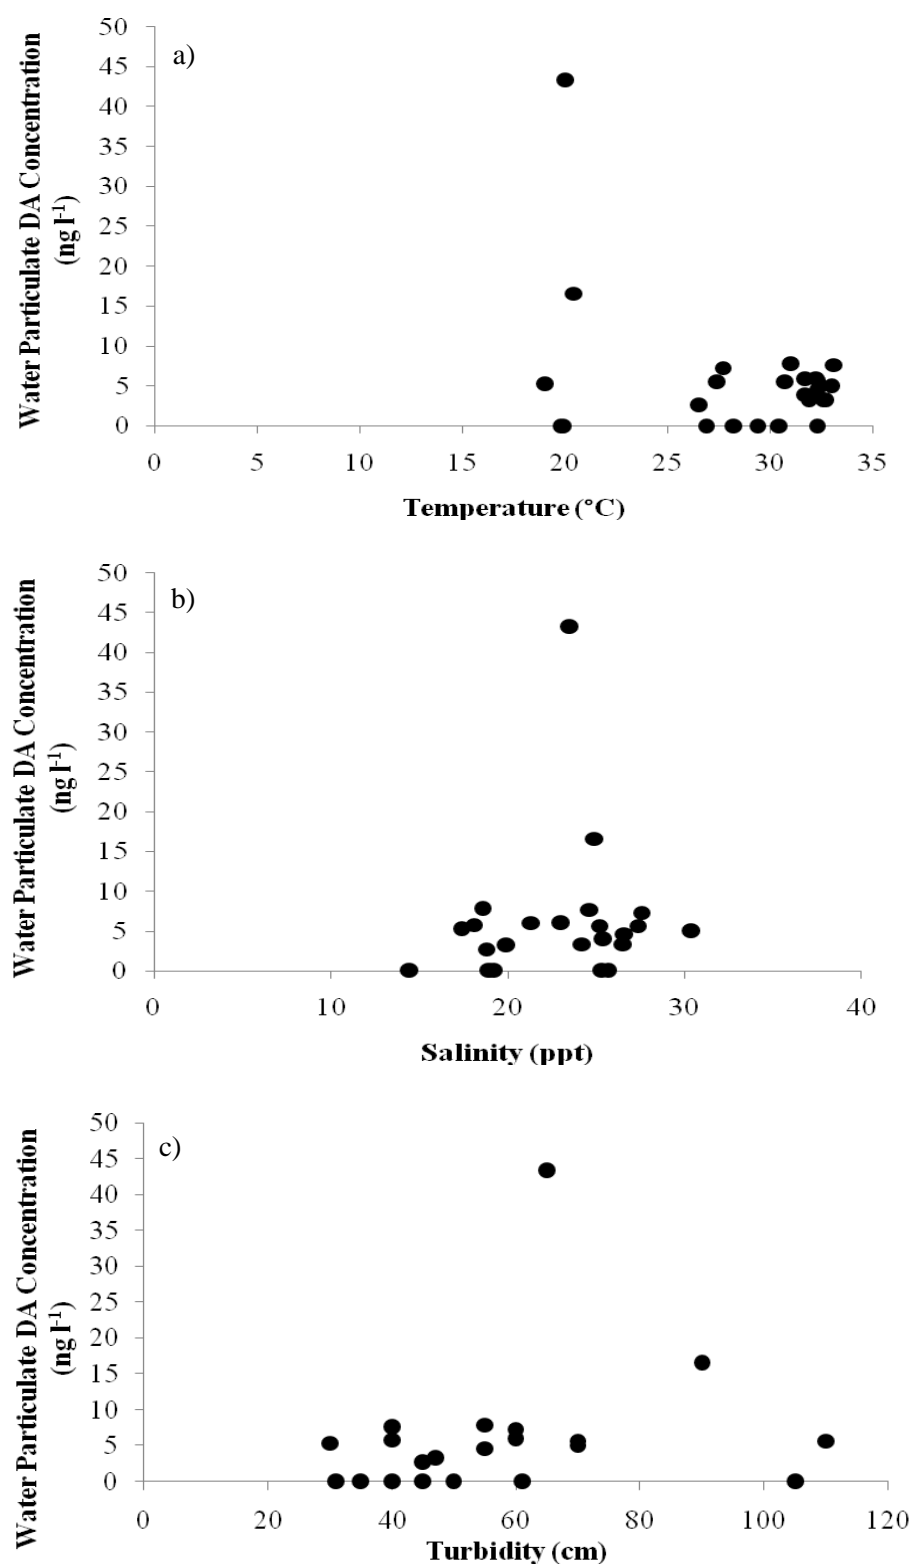 a)
Water Particulate DA Concentration
(ng l-1)
50
45
40
35
30
25
20
15
10
5
0
0 5 10 15 20 25 30 35
Temperature (°C)
b)
Water Particulate DA Concentration
(ng l-1)
50
45
40
35
30
25
20
15
10
5
0
0 10 20 30 40
Salinity (ppt)
c)
Water Particulate DA Concentration
(ng l-1)
50
45
40
35
30
25
20
15
10
5
0
0 20 40 60 80 100 120
Turbidity (cm)